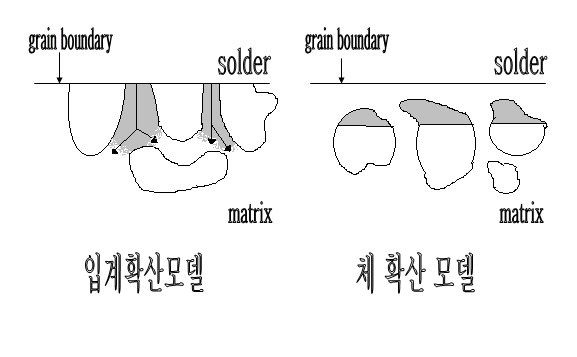 grain boundary
solder
matrix
입계확산모델
grain boundary
solder
matrix
체 확산 모델